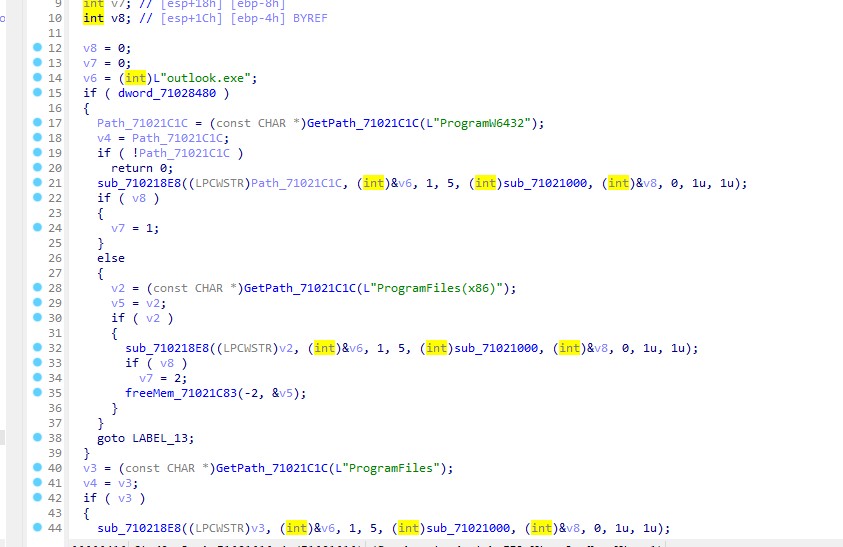 9 int v7; // [esp+18h] [ebp-8h]
10 int v8; // [esp+1Ch] [ebp-4h] BYREF
11
12 v8 = 0;
13 v7 = 0;
14 v6 = (int)L"outlook.exe";
15 if ( dword_71028480 )
16 {
17 Path_71021C1C = (const CHAR *)GetPath_71021C1C(L"ProgramW6432");
18 v4 = Path_71021C1C;
19 if ( !Path_71021C1C )
20 return 0;
21 sub_710218E8((LPCWSTR)Path_71021C1C, (int)&v6, 1, 5, (int)sub_71021000, (int)&v8, 0, 1u, 1u);
22 if ( v8 )
23 {
24 v7 = 1;
25 }
26 else
27 {
28 v2 = (const CHAR *)GetPath_71021C1C(L"ProgramFiles(x86)");
29 v5 = v2;
30 if ( v2 )
31 {
32 sub_710218E8((LPCWSTR)v2, (int)&v6, 1, 5, (int)sub_71021000, (int)&v8, 0, 1u, 1u);
33 if ( v8 )
34 v7 = 2;
35 freeMem_71021C83(-2, &v5);
36 }
37 }
38 goto LABEL_13;
39 }
40 v3 = (const CHAR *)GetPath_71021C1C(L"ProgramFiles");
41 v4 = v3;
42 if ( v3 )
43 {
44 sub_710218E8((LPCWSTR)v3, (int)&v6, 1, 5, (int)sub_71021000, (int)&v8, 0, 1u, 1u);